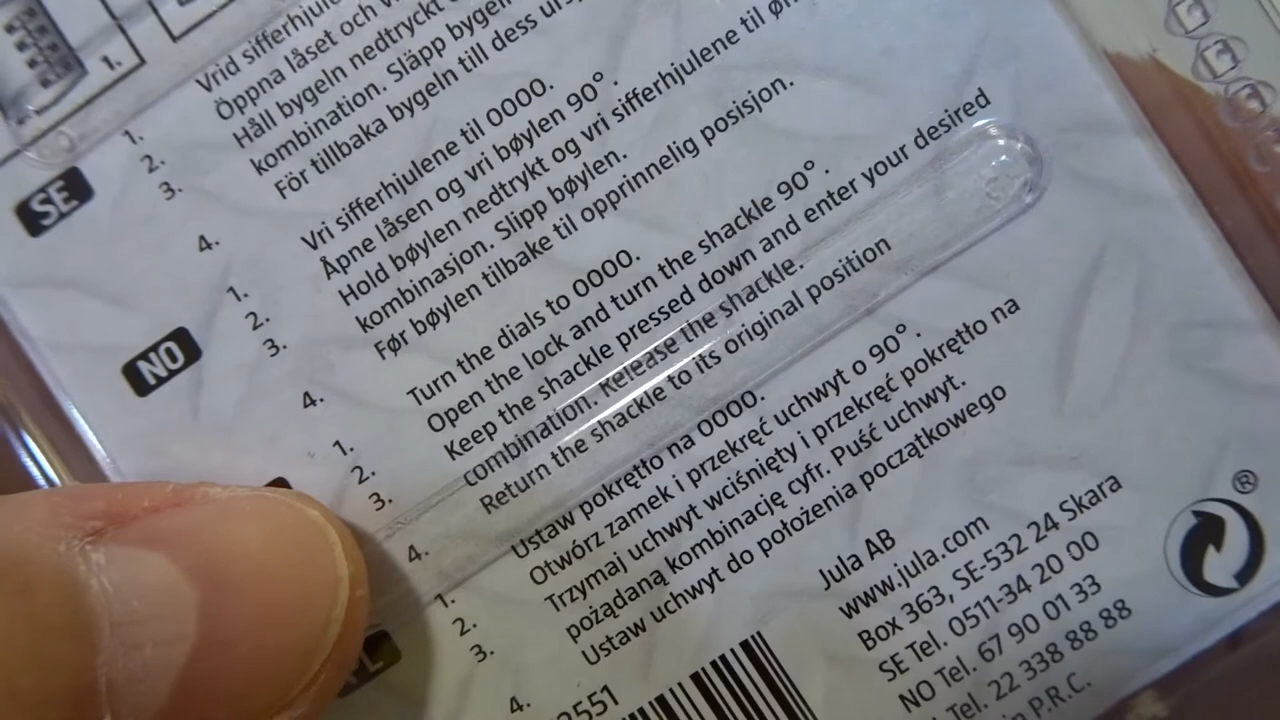 1.
SE
1. Vrid sifferhjule
2. Öppna låset och v
3. Håll bygeln nedtryckt
kombination. Släpp bygeln
4. För tillbaka bygeln till dess urs
NO
1. Vri sifferhjulene til 0000.
2. Åpne låsen og vri bøylen 90°.
3. Hold bøylen nedtrykt og vri sifferhjulene til øn
kombinasjon. Slipp bøylen.
4. Før bøylen tilbake til opprinnelig posisjon.
1. Turn the dials to 0000.
2. Open the lock and turn the shackle 90°.
3. Keep the shackle pressed down and enter your desired
combination. Release the shackle.
4. Return the shackle to its original position
1. Ustaw pokrętło na 0000.
2. Otwórz zamek i przekręć uchwyt o 90°.
3. Trzymaj uchwyt wciśnięty i przekręć pokrętło na
pożądaną kombinację cyfr. Puść uchwyt.
4. Ustaw uchwyt do położenia początkowego
2551
Jula AB
www.jula.com
Box 363, SE-532 24 Skara
SE Tel. 0511-34 20 00
NO Tel. 67 90 01 33
Tel. 22 338 88 88
P.R.C.
®